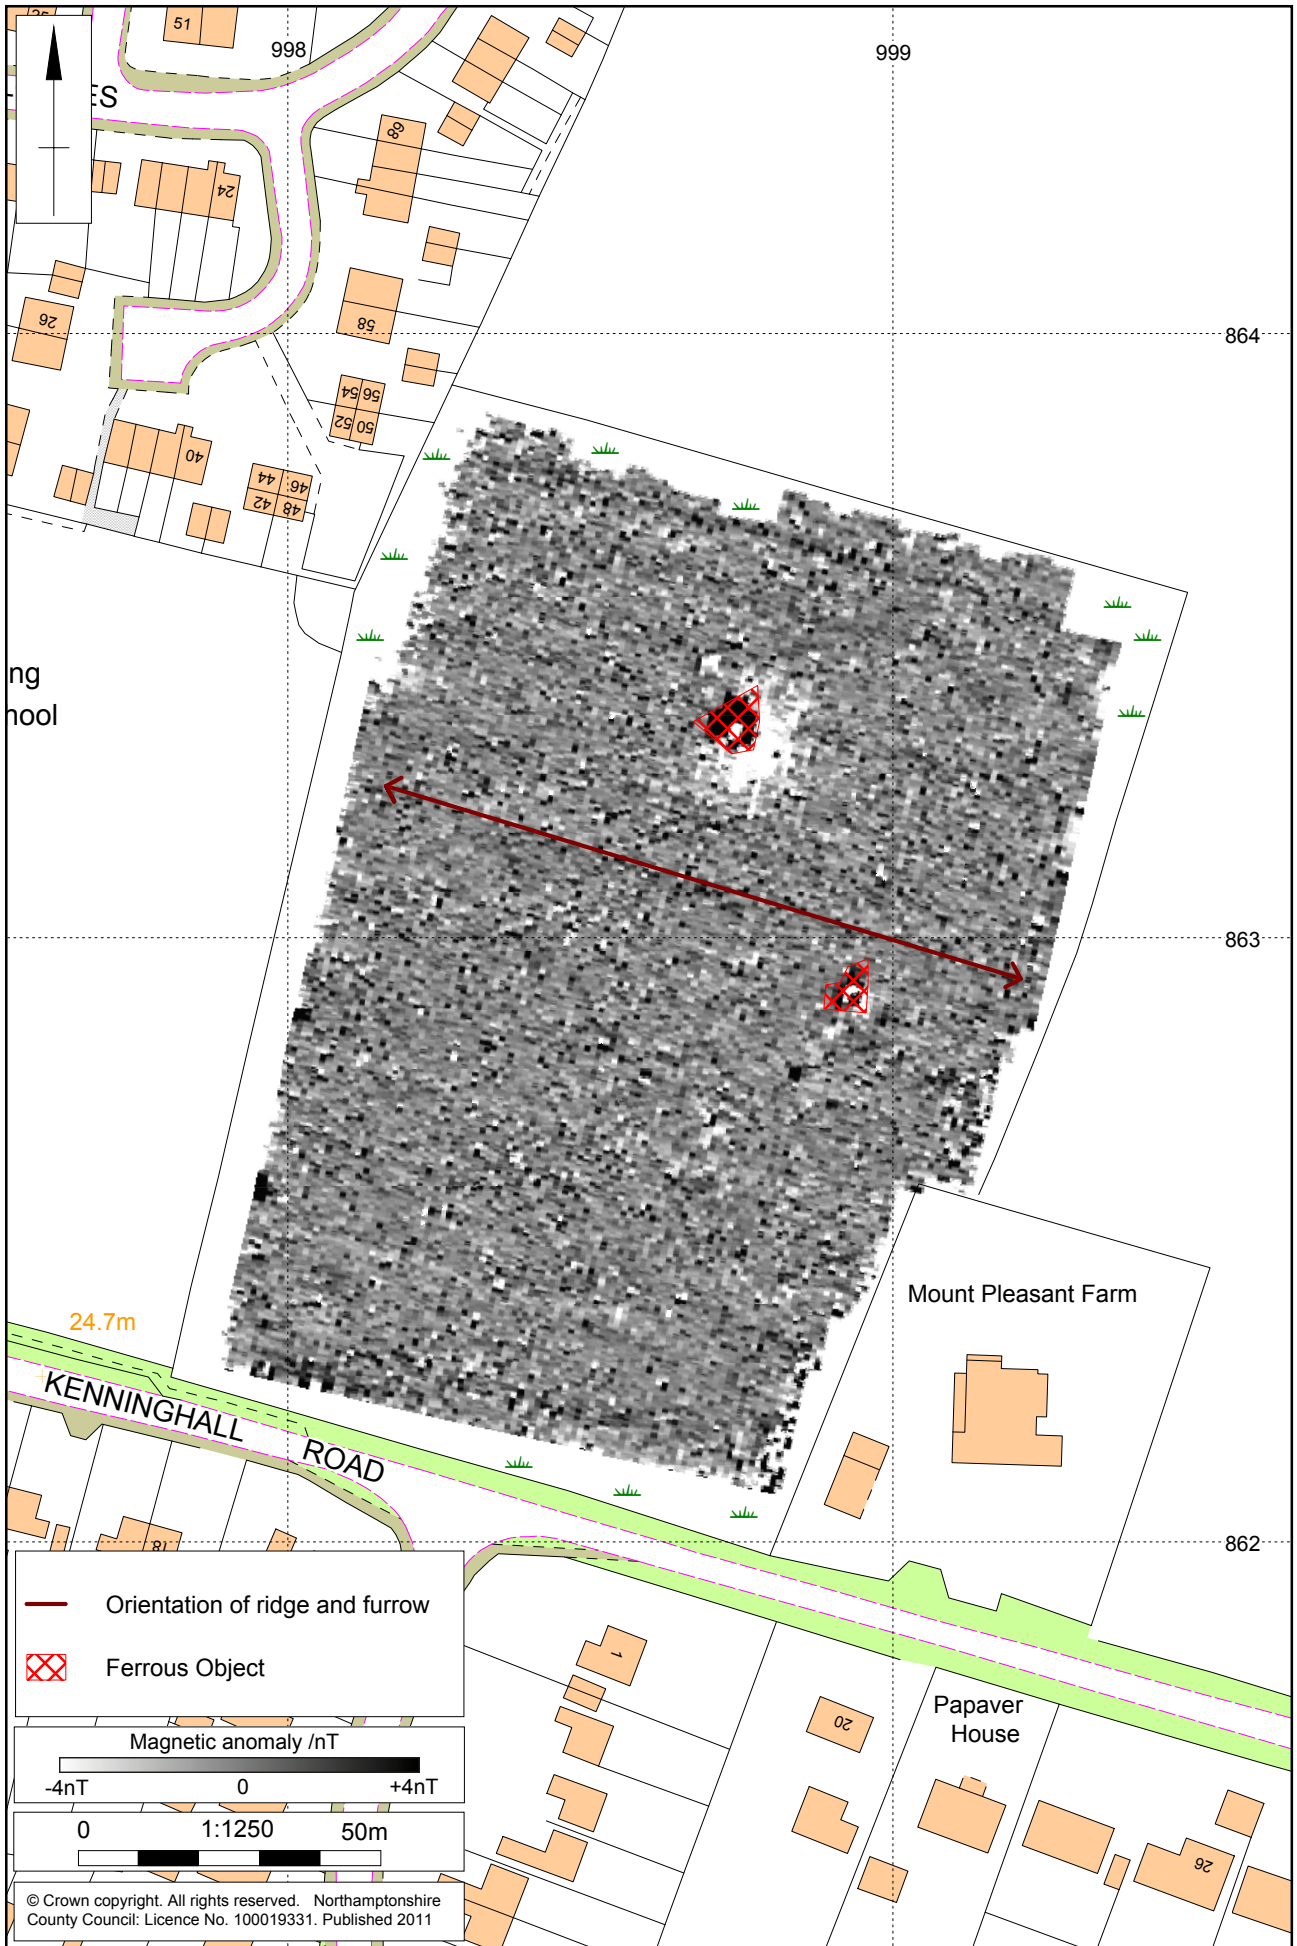 51
998
999
ES
68
24
26
58
864
54 56
52 50
40
44 46
42 48
ng
hool
863
Mount Pleasant Farm
24.7m
KENNINGHALL ROAD
862
18
1
Orientation of ridge and furrow
Ferrous Object
20
Papaver
House
26
Magnetic anomaly /nT
-4nT 0 +4nT
0 1:1250 50m
© Crown copyright. All rights reserved. Northamptonshire
County Council: Licence No. 100019331. Published 2011